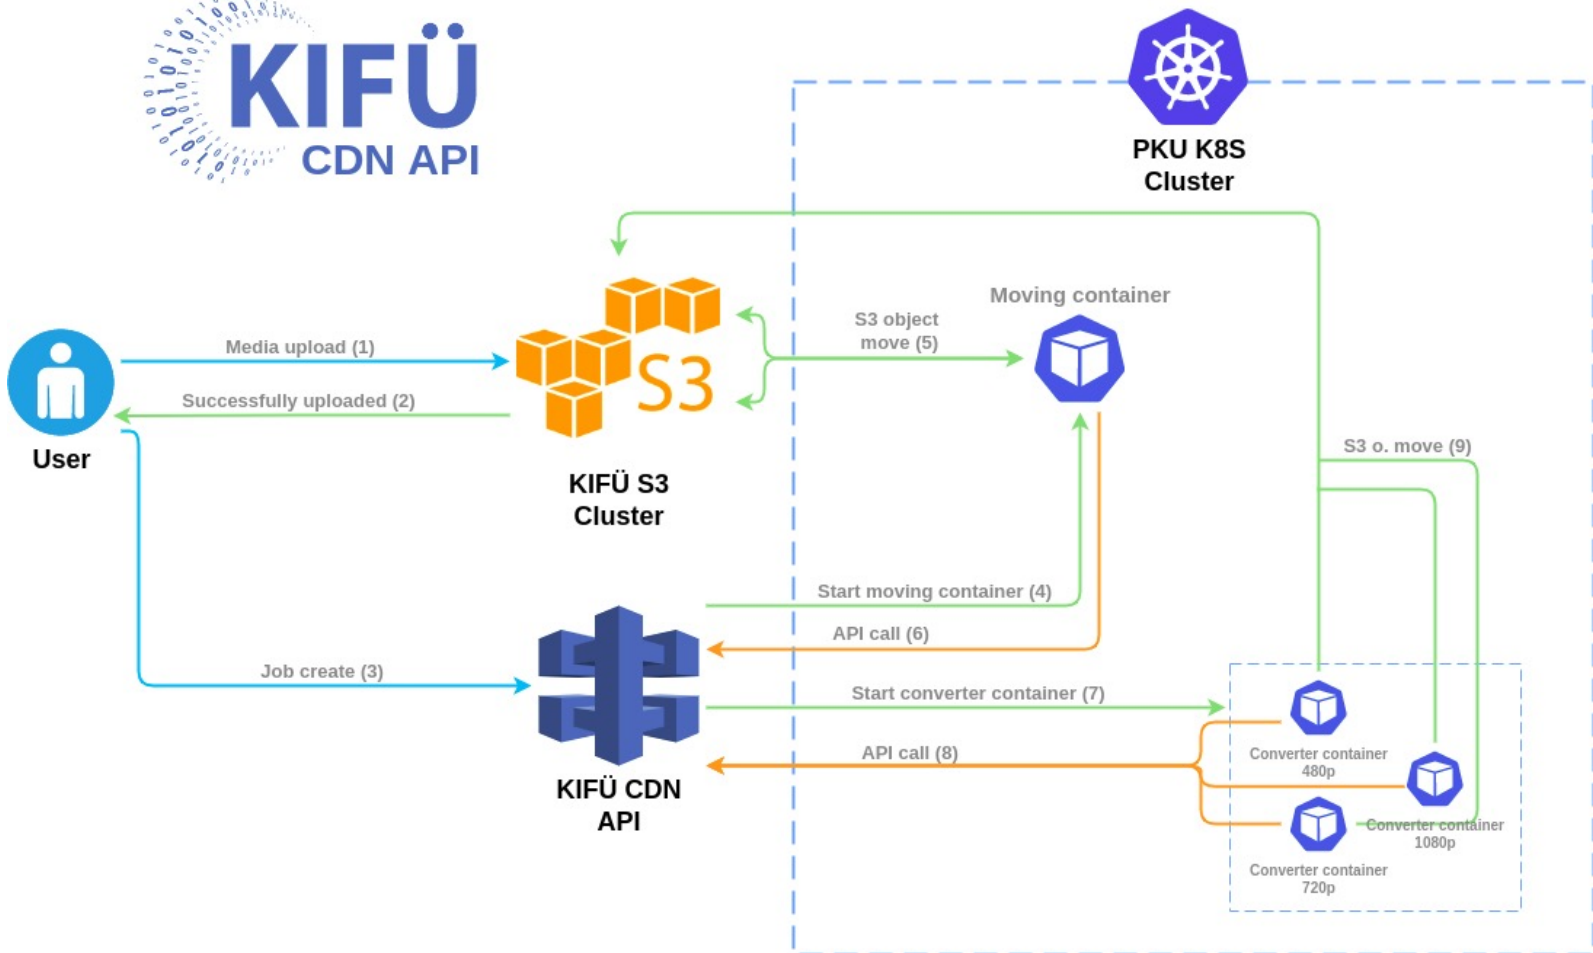 KIFÜ
CDN API
PKU K8S
Cluster
Moving container
S3 object
move (5)
Media upload (1)
Successfully uploaded (2)
S3
User
KIFÜ S3
Cluster
S3 o. move (9)
Start moving container (4)
API call (6)
Job create (3)
Start converter container (7)
API call (8)
KIFÜ CDN
API
Converter container
480p
Converter container
1080p
Converter container
720p